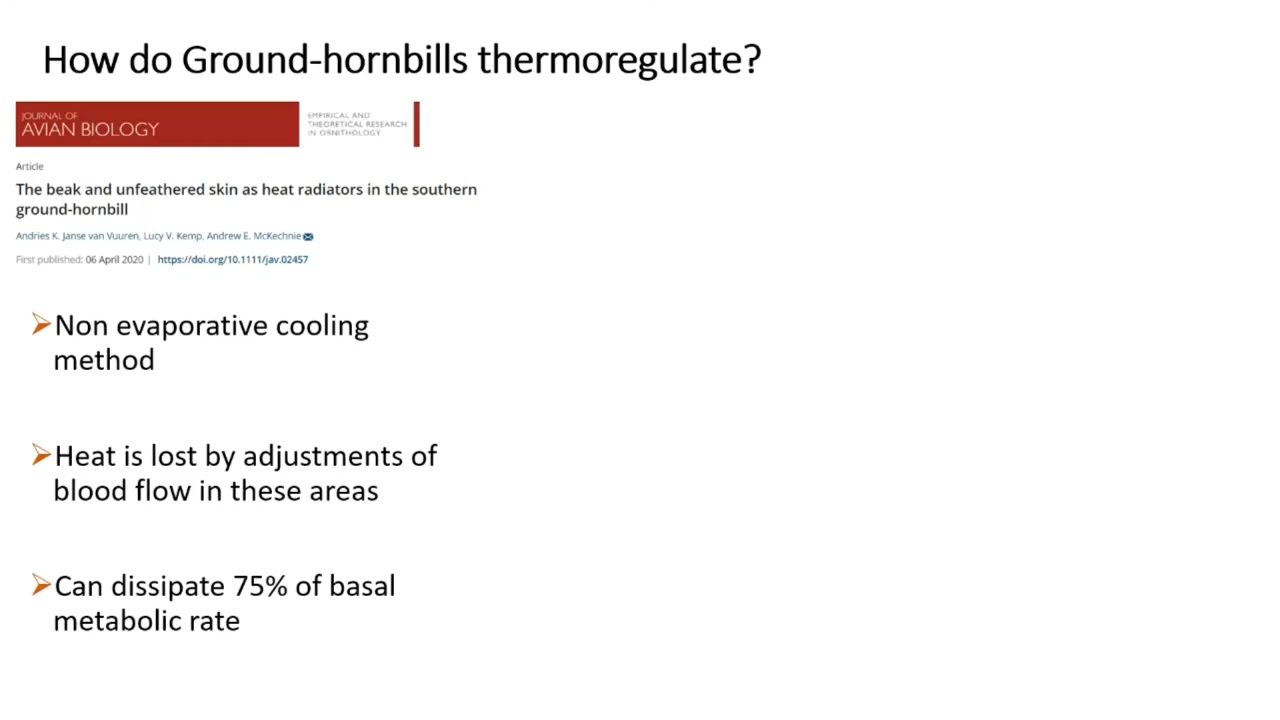 How do Ground-hornbills thermoregulate?
JOURNAL OF
AVIAN BIOLOGY
EMPIRICAL AND
THEORETICAL RESEARCH
IN ORNITHOLOGY
Article
The beak and unfeathered skin as heat radiators in the southern
ground-hornbill
Andries K. Janse van Vuuren, Lucy V. Kemp, Andrew E. McKechnie
First published: 06 April 2020 | https://doi.org/10.1111/jav.02457
Non evaporative cooling
method
Heat is lost by adjustments of
blood flow in these areas
Can dissipate 75% of basal
metabolic rate